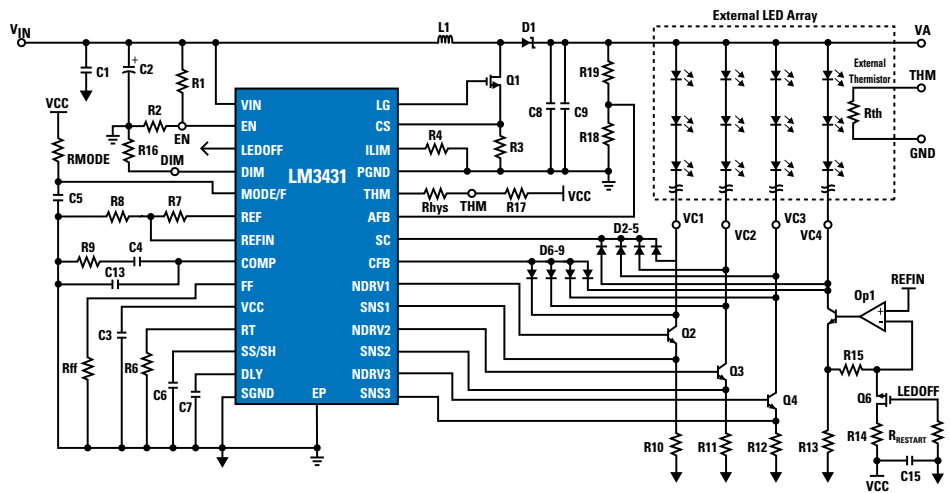 External LED Array
VIN
L1
D1
VA
C1
C2
R1
Q1
R19
External
Thermistor
THM
Rth
GND
VCC
R2
EN
C8
C9
R18
RMODE
R16
DIM
R3
R4
VIN
EN
LEDOFF
DIM
MODE/F
REF
REFIN
COMP
FF
VCC
RT
SS/SH
DLY
SGND
EP
LM3431
LG
CS
ILIM
PGND
THM
AFB
SC
CFB
NDRV1
SNS1
NDRV2
SNS2
NDRV3
SNS3
Rhys
THM
R17
VCC
C5
R8
R7
R9
C4
C13
VC1
VC2
VC3
VC4
D2-5
D6-9
Op1
REFIN
+
-
C3
Rff
R6
C6
C7
Q2
Q3
Q4
R15
Q6
LEDOFF
R10
R11
R12
R13
R14
RRESTART
VCC
C15